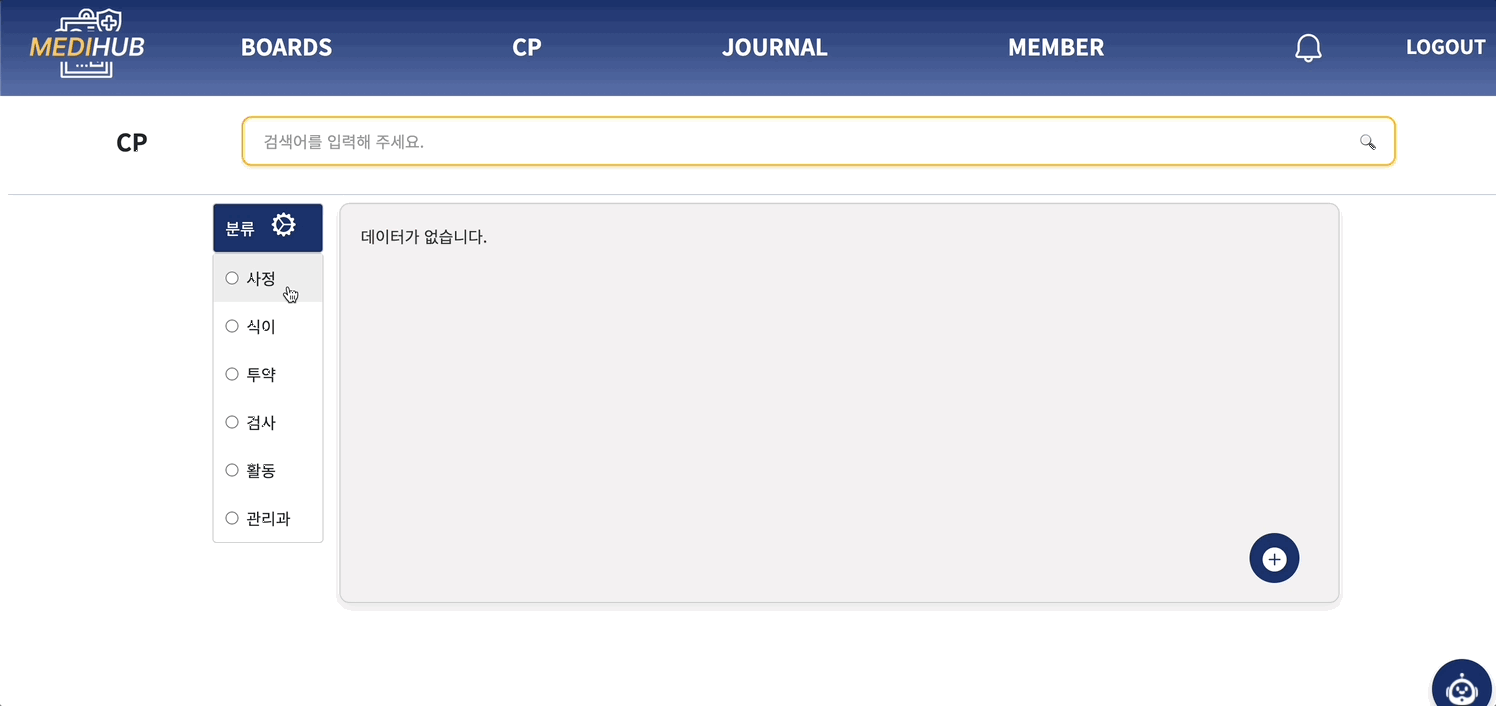 MEDIHUB
BOARDS
CP
JOURNAL
MEMBER
LOGOUT
CP
검색어를 입력해 주세요.
분류
사정
식이
투약
검사
활동
관리과
데이터가 없습니다.